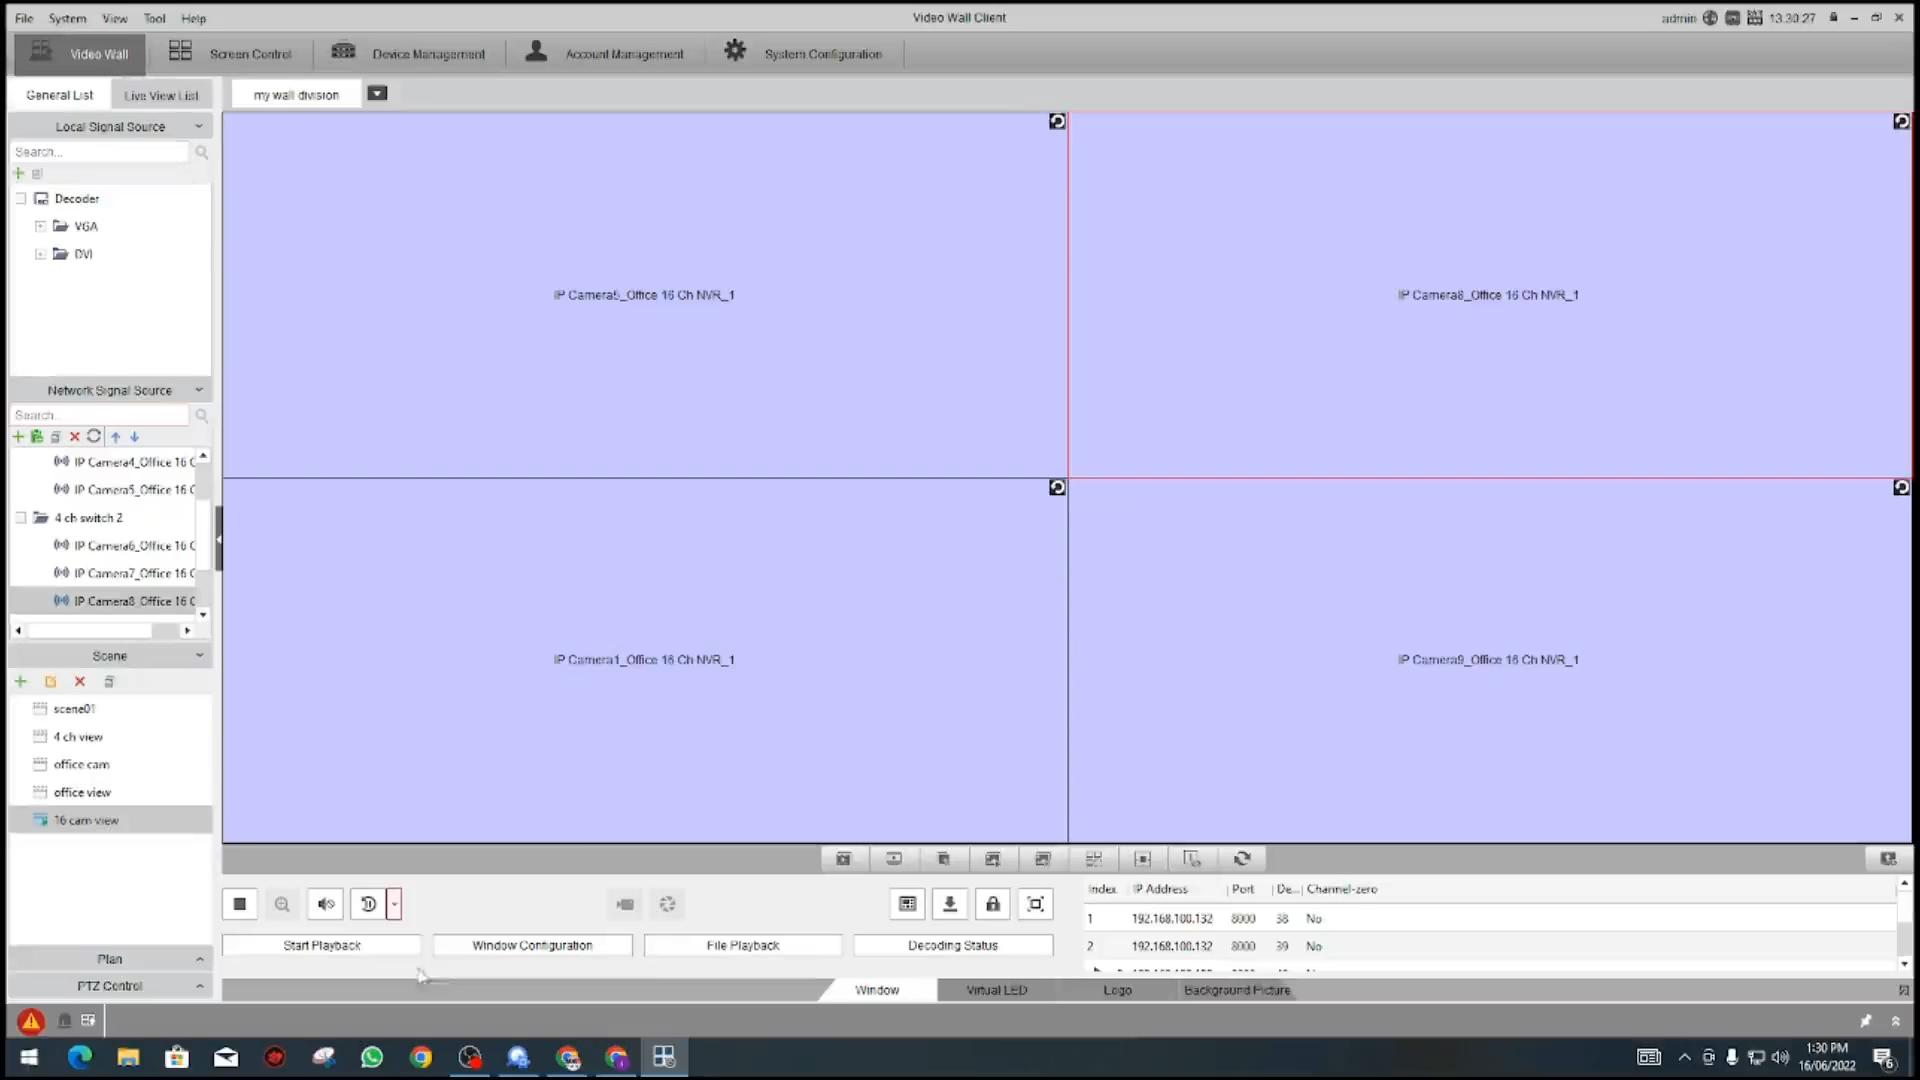 File System View Tool Help
Video Wall Client
admin 13:30:27
Video Wall
Screen Control
Device Management
Account Management
System Configuration
General List
Live View List
my wall division
Local Signal Source
Search...
Decoder
VGA
DVI
Network Signal Source
Search...
IP Camera4_Office 16 C
IP Camera5_Office 16 C
4 ch switch 2
IP Camera6_Office 16 C
IP Camera7_Office 16 C
IP Camera8_Office 16 C
Scene
scene01
4 ch view
office cam
office view
16 cam view
Plan
PTZ Control
IP Camera5_Office 16 Ch NVR_1
IP Camera8_Office 16 Ch NVR_1
IP Camera1_Office 16 Ch NVR_1
IP Camera9_Office 16 Ch NVR_1
Start Playback
Window Configuration
File Playback
Decoding Status
Index IP Address Port De... Channel-zero
1 192.168.100.132 8000 38 No
2 192.168.100.132 8000 39 No
Window
Virtual LED
Logo
Background Picture
1:30 PM
16/06/2022
6